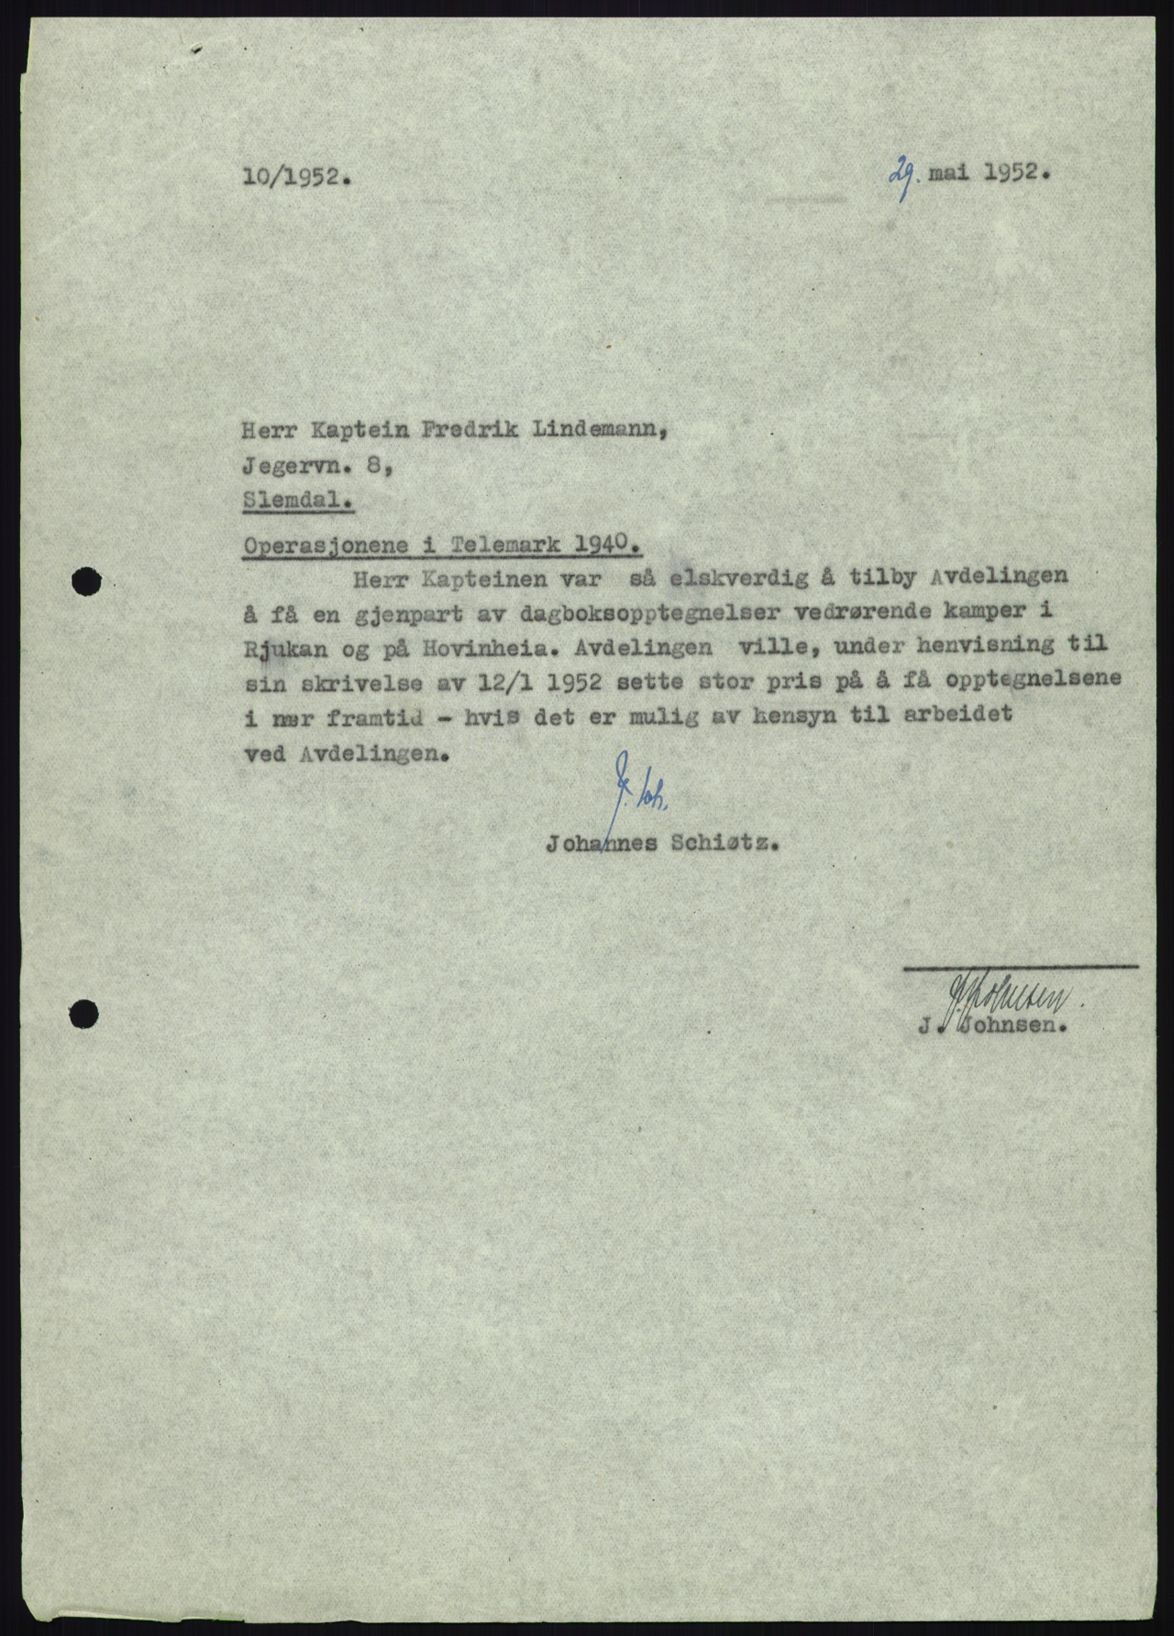 10/1952.
29. mai 1952.
Herr Kaptein Fredrik Lindemann,
Jegervn. 8,
Slemdal.
Operasjonene i Telemark 1940.
Herr Kapteinen var så elskverdig å tilby Avdelingen
å få en gjenpart av dagboksopptegnelser vedrørende kamper i
Rjukan og på Hovinheia. Avdelingen ville, under henvisning til
sin skrivelse av 12/1 1952 sette stor pris på å få opptegnelsene
i nær framtid - hvis det er mulig av hensyn til arbeidet
ved Avdelingen.
Johannes Schiøtz.
J. Johnsen.
J. Johnsen.